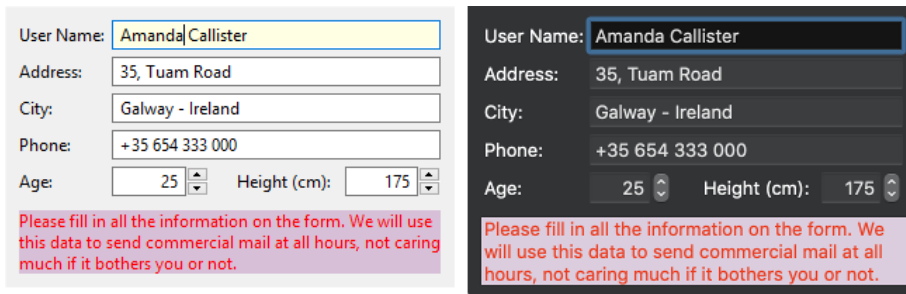 User Name: Amanda Callister
Address: 35, Tuam Road
City: Galway - Ireland
Phone: +35 654 333 000
Age: 25 Height (cm): 175
Please fill in all the information on the form. We will use
this data to send commercial mail at all hours, not caring
much if it bothers you or not.
User Name: Amanda Callister
Address: 35, Tuam Road
City: Galway - Ireland
Phone: +35 654 333 000
Age: 25 Height (cm): 175
Please fill in all the information on the form. We
will use this data to send commercial mail at all
hours, not caring much if it bothers you or not.